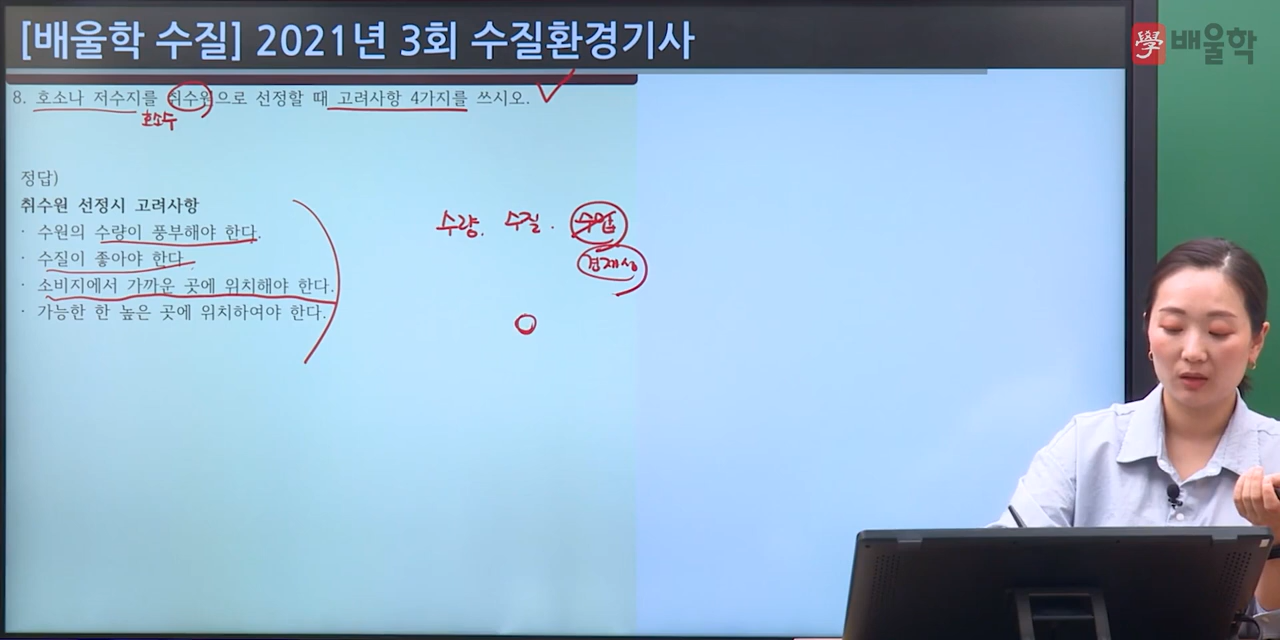 [배울학 수질] 2021년 3회 수질환경기사
學 배울학
8. 호소나 저수지를 취수원으로 선정할 때 고려사항 4가지를 쓰시오.
호소수
정답)
취수원 선정시 고려사항
· 수원의 수량이 풍부해야 한다.
· 수질이 좋아야 한다.
· 소비지에서 가까운 곳에 위치해야 한다.
· 가능한 한 높은 곳에 위치하여야 한다.
수량. 수질. 수압
경제성